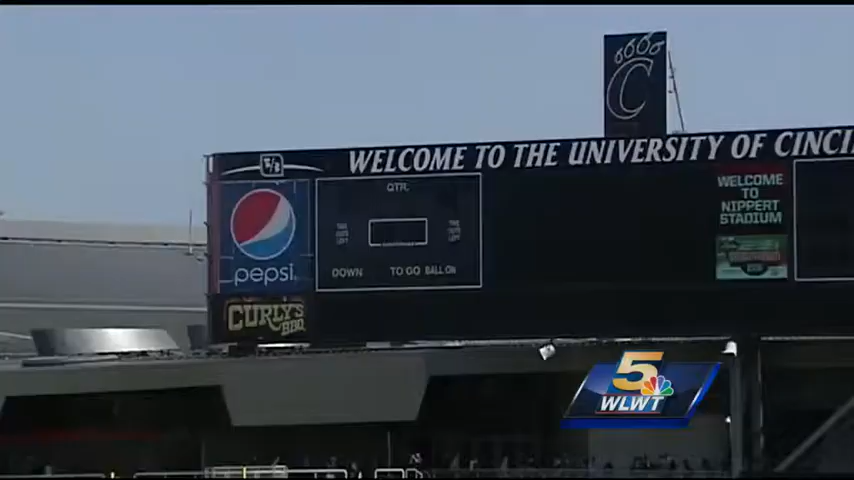 C
WELCOME TO THE UNIVERSITY OF CINCI
WELCOME
TO
NIPPERT
STADIUM
QTR.
DOWN TO GO BALL ON
pepsi
CURLY'S
BBQ
5
WLWT